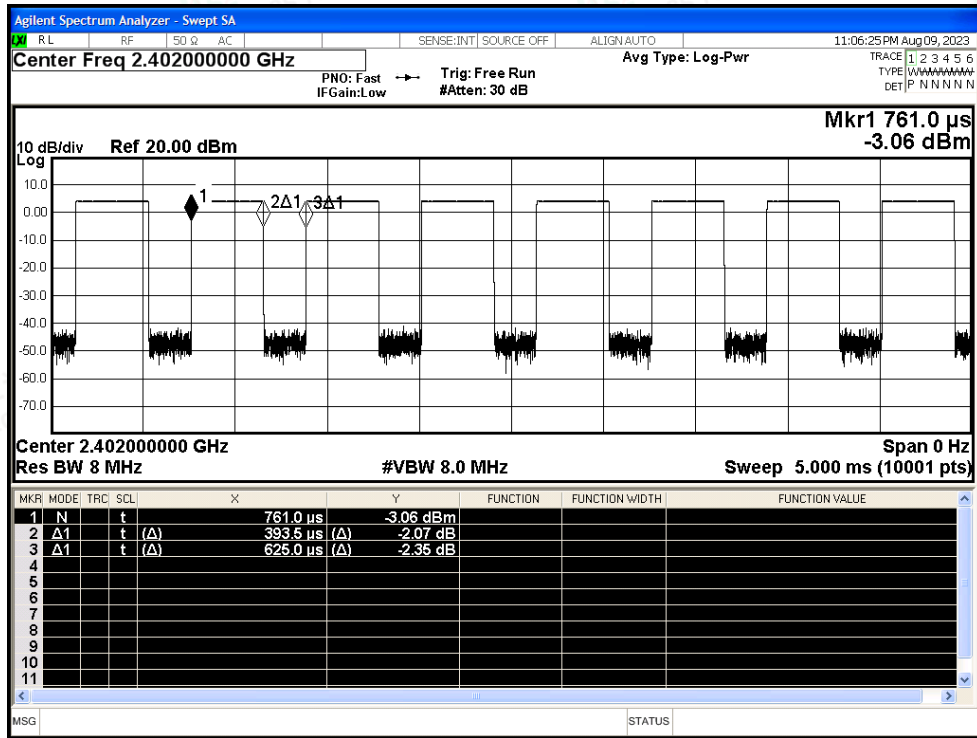 Agilent Spectrum Analyzer - Swept SA
LXI RL RF 50 Ω AC SENSE:INT SOURCE OFF ALIGN AUTO 11:06:25 PM Aug 09, 2023
Center Freq 2.402000000 GHz Avg Type: Log-Pwr TRACE 1 2 3 4 5 6
PNO: Fast Trig: Free Run TYPE WWWWWW
IFGain:Low #Atten: 30 dB DET P N N N N N
Mkr1 761.0 µs
10 dB/div Ref 20.00 dBm -3.06 dBm
Log
10.0
1 2Δ1 3Δ1
0.00
-10.0
-20.0
-30.0
-40.0
-50.0
-60.0
-70.0
Center 2.402000000 GHz Span 0 Hz
Res BW 8 MHz #VBW 8.0 MHz Sweep 5.000 ms (10001 pts)
MKR MODE TRC SCL X Y FUNCTION FUNCTION WIDTH FUNCTION VALUE
1 N t 761.0 µs -3.06 dBm
2 Δ1 t (Δ) 393.5 µs (Δ) -2.07 dB
3 Δ1 t (Δ) 625.0 µs (Δ) -2.35 dB
4
5
6
7
8
9
10
11
MSG STATUS